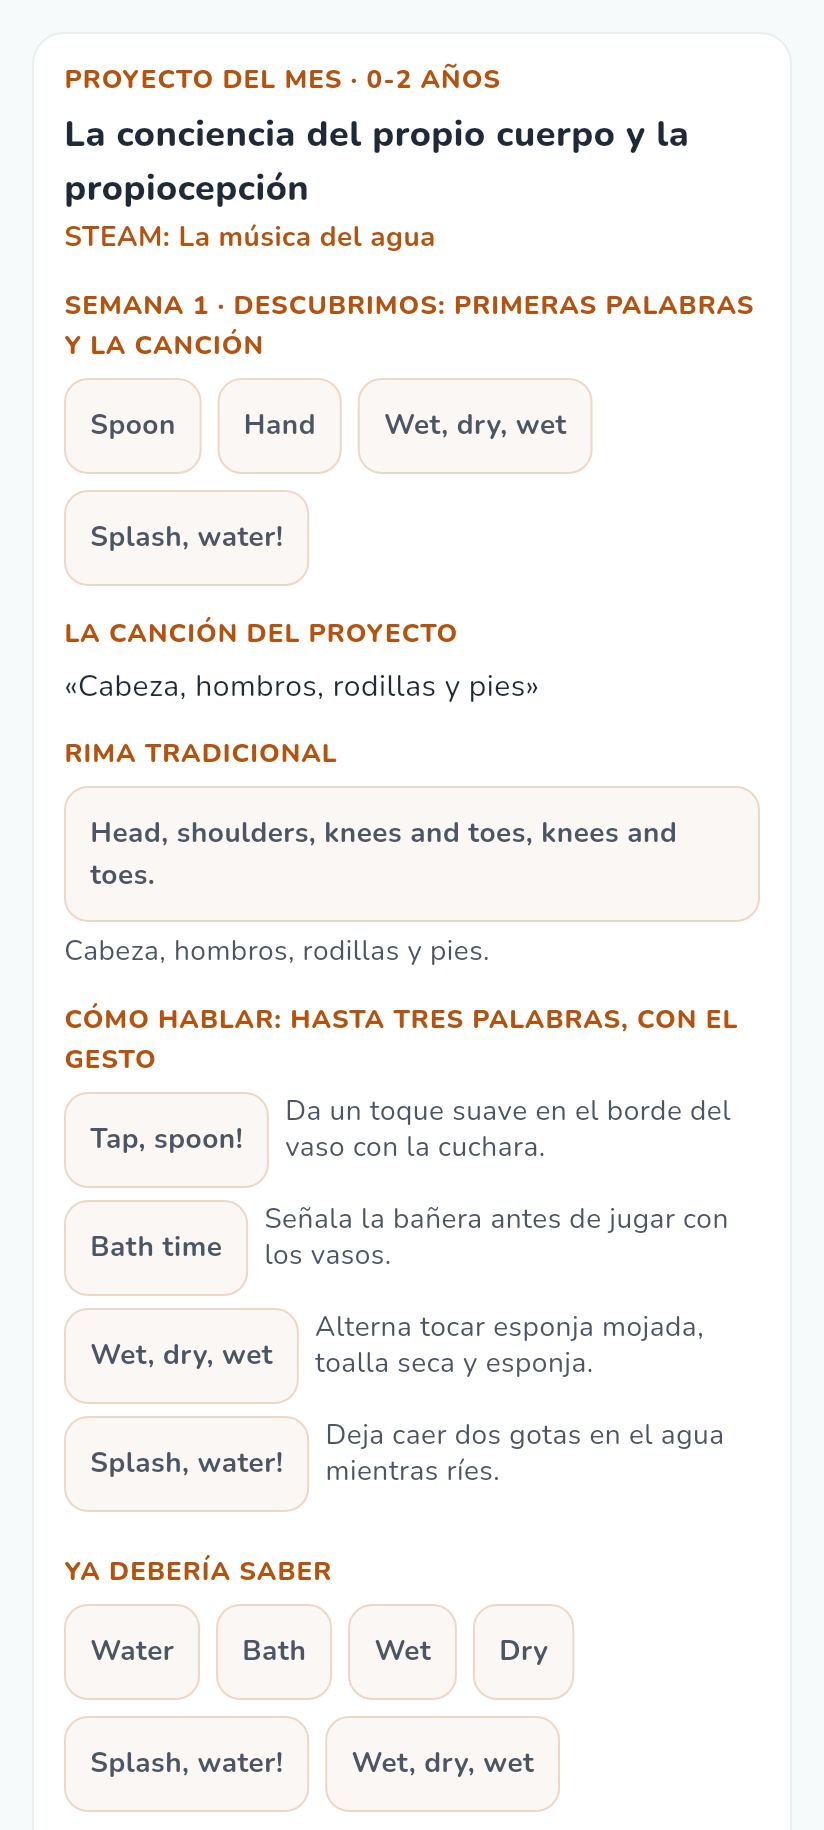 PROYECTO DEL MES · 0-2 AÑOS
La conciencia del propio cuerpo y la
propiocepción
STEAM: La música del agua
SEMANA 1 · DESCUBRIMOS: PRIMERAS PALABRAS
Y LA CANCIÓN
Spoon Hand Wet, dry, wet
Splash, water!
LA CANCIÓN DEL PROYECTO
«Cabeza, hombros, rodillas y pies»
RIMA TRADICIONAL
Head, shoulders, knees and toes, knees and
toes.
Cabeza, hombros, rodillas y pies.
CÓMO HABLAR: HASTA TRES PALABRAS, CON EL
GESTO
Tap, spoon!
Da un toque suave en el borde del
vaso con la cuchara.
Bath time
Señala la bañera antes de jugar con
los vasos.
Wet, dry, wet
Alterna tocar esponja mojada,
toalla seca y esponja.
Splash, water!
Deja caer dos gotas en el agua
mientras ríes.
YA DEBERÍA SABER
Water Bath Wet Dry
Splash, water! Wet, dry, wet